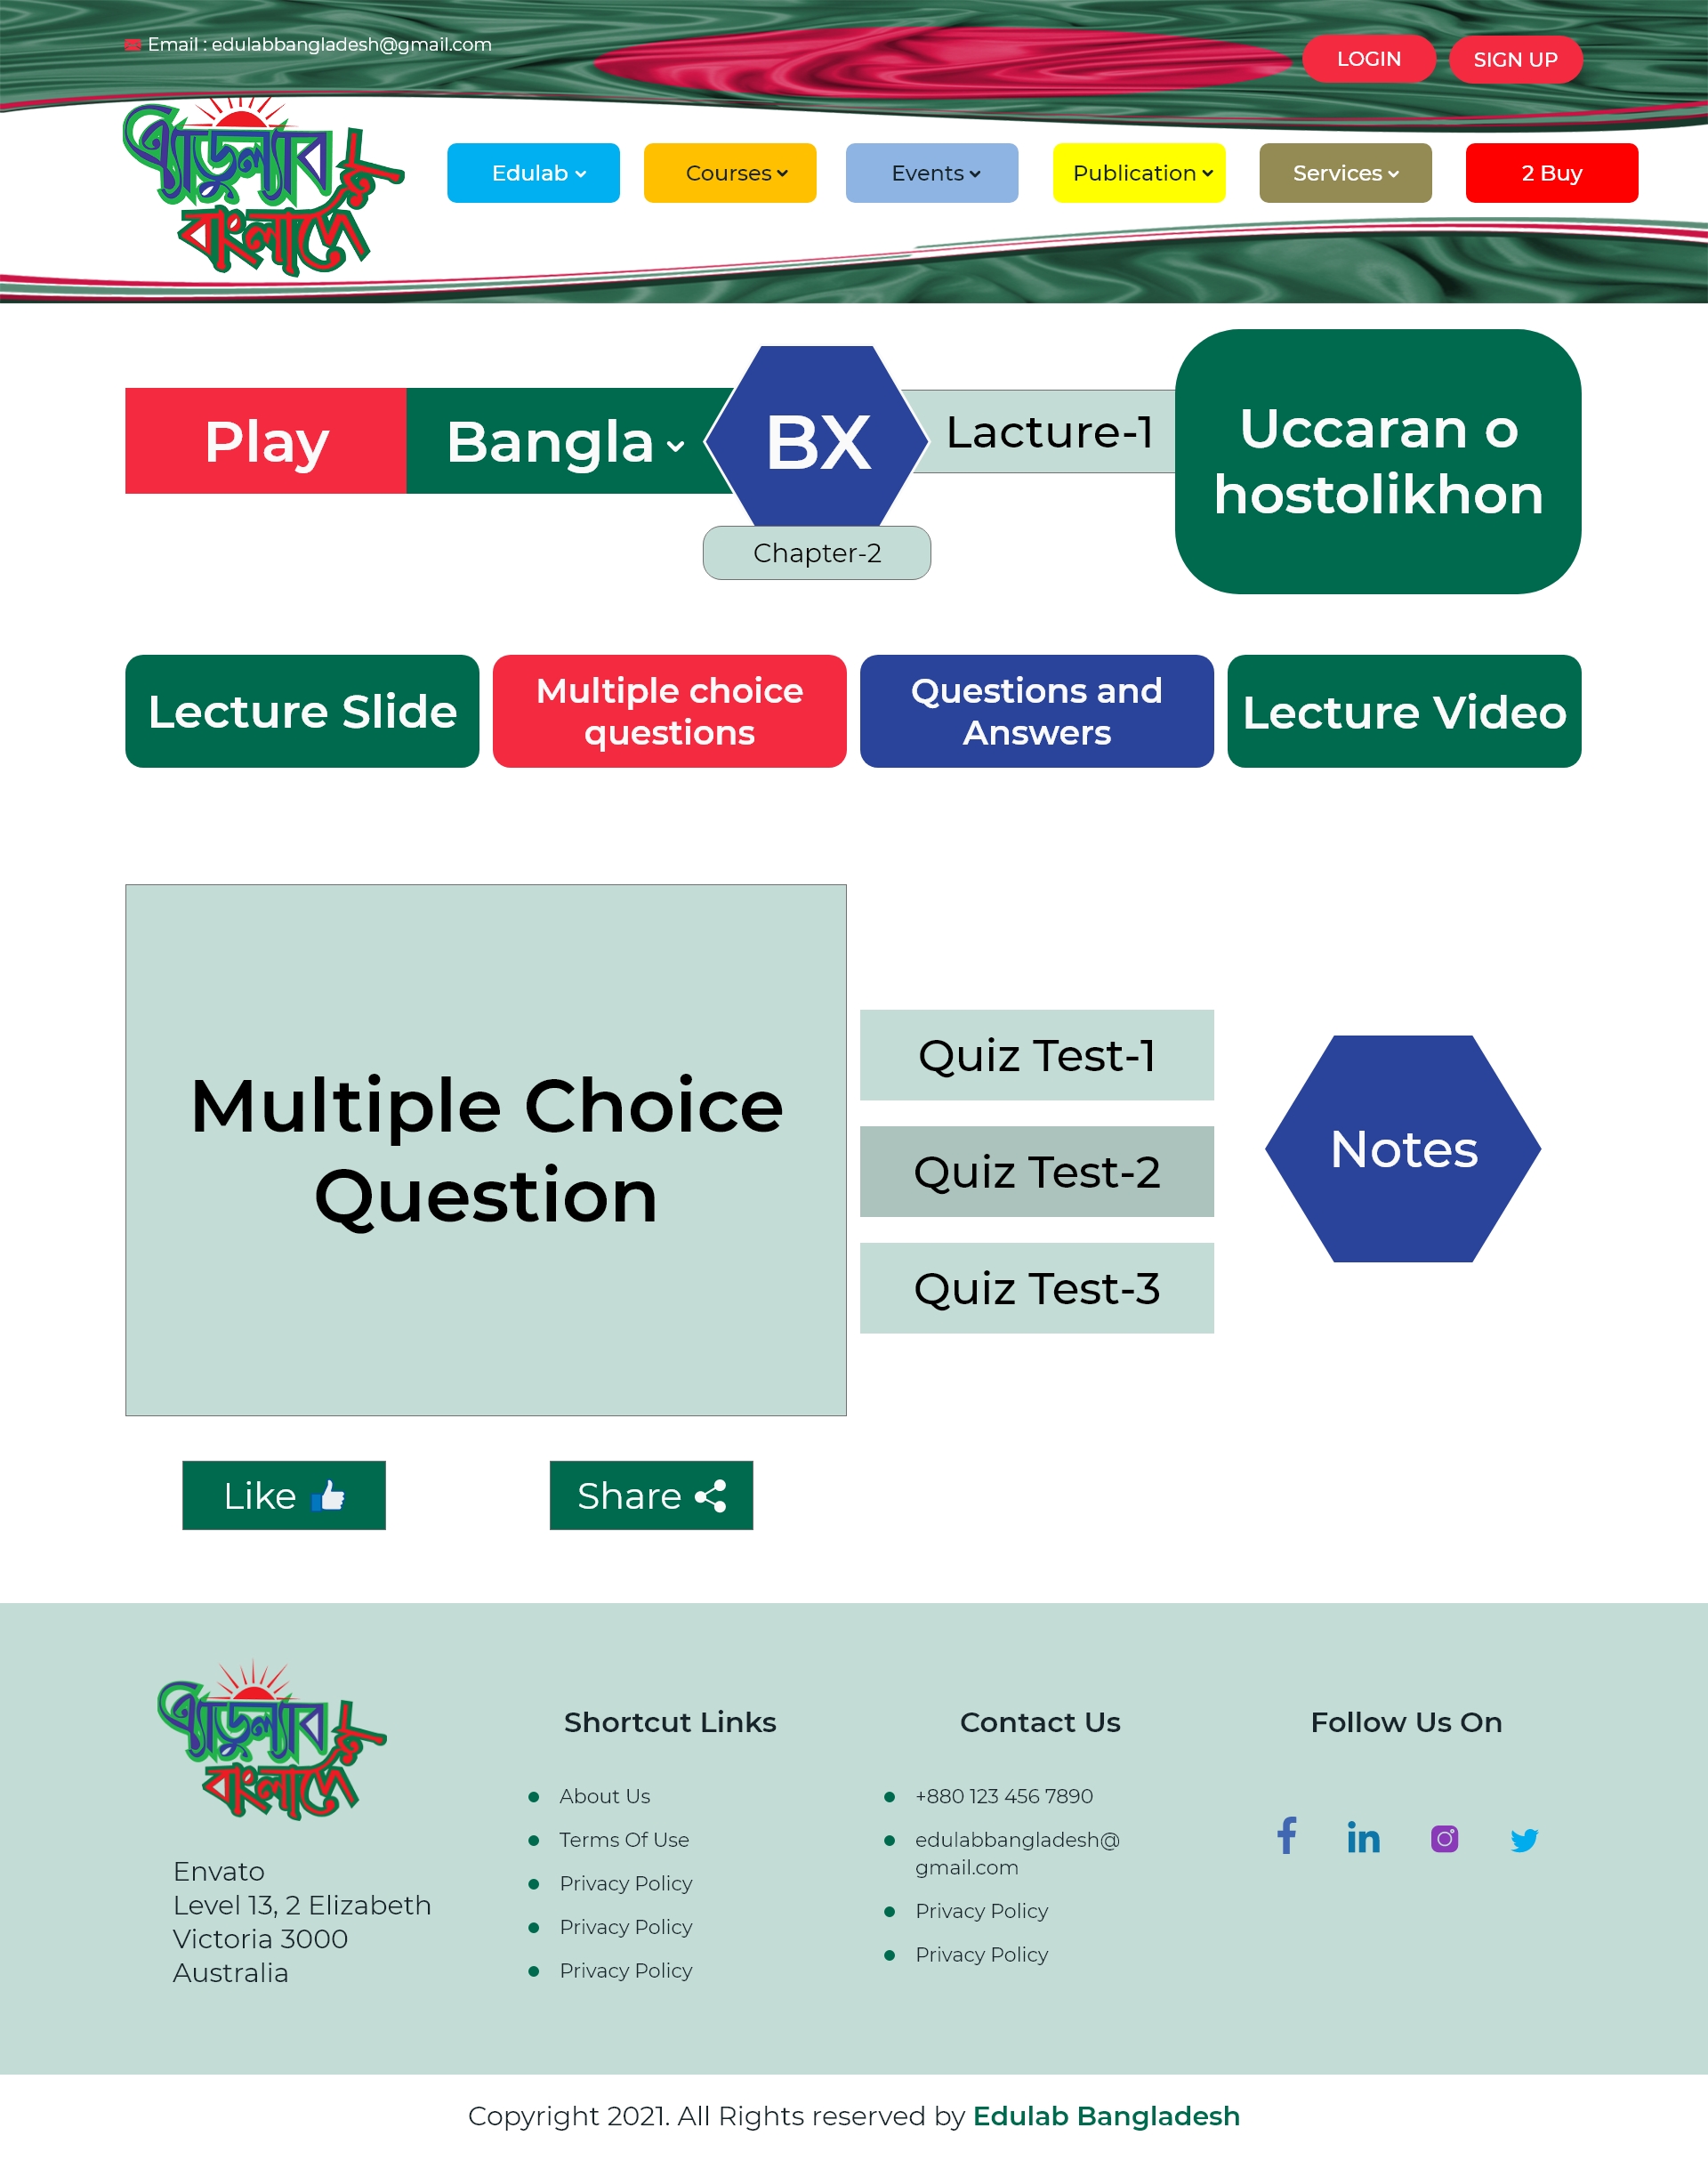 Email : edulabbangladesh@gmail.com
LOGIN
SIGN UP
এ্যাডুল্যাব
বাংলাদেশ
Edulab
Courses
Events
Publication
Services
2 Buy
Play
Bangla
BX
Lacture-1
Uccaran o
hostolikhon
Chapter-2
Lecture Slide
Multiple choice
questions
Questions and
Answers
Lecture Video
Multiple Choice
Question
Quiz Test-1
Quiz Test-2
Quiz Test-3
Notes
Like
Share
এ্যাডুল্যাব
বাংলাদেশ
Envato
Level 13, 2 Elizabeth
Victoria 3000
Australia
Shortcut Links
About Us
Terms Of Use
Privacy Policy
Privacy Policy
Privacy Policy
Contact Us
+880 123 456 7890
edulabbangladesh@
gmail.com
Privacy Policy
Privacy Policy
Follow Us On
Copyright 2021. All Rights reserved by Edulab Bangladesh